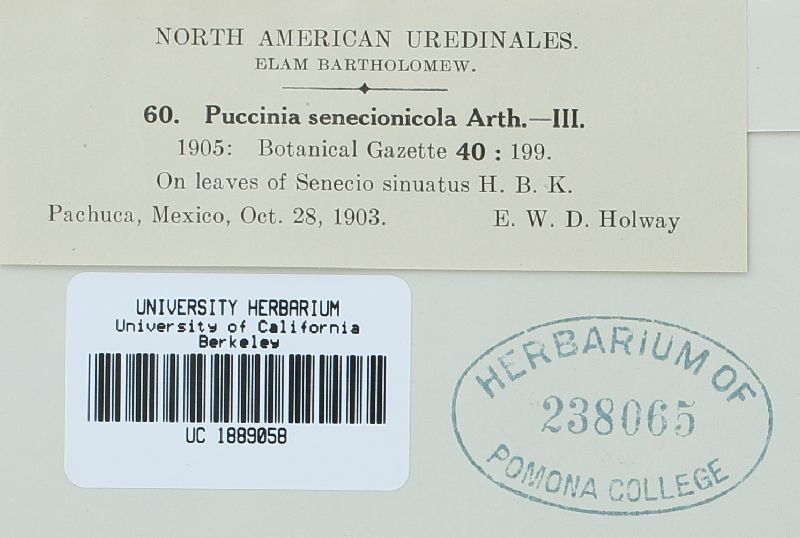 NORTH AMERICAN UREDINALES.
ELAM BARTHOLOMEW.
60. Puccinia senecionicola Arth.—III.
1905: Botanical Gazette 40 : 199.
On leaves of Senecio sinuatus H. B. K.
Pachuca, Mexico, Oct. 28, 1903. E. W. D. Holway
UNIVERSITY HERBARIUM
University of California
Berkeley
UC 1889058
HERBARIUM OF
238065
POMONA COLLEGE